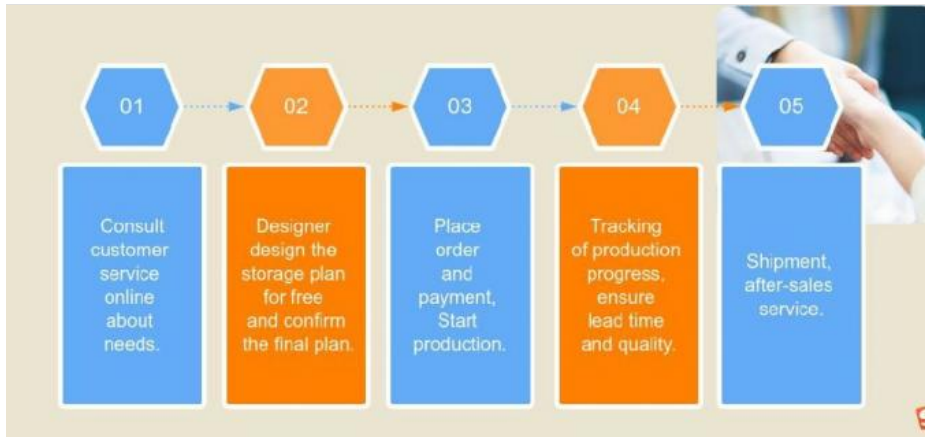 01
02
03
04
05
Consult
customer
service
online
about
needs.
Designer
design the
storage plan
for free
and confirm
the final plan.
Place
order
and
payment,
Start
production.
Tracking
of production
progress,
ensure
lead time
and quality.
Shipment,
after-sales
service.